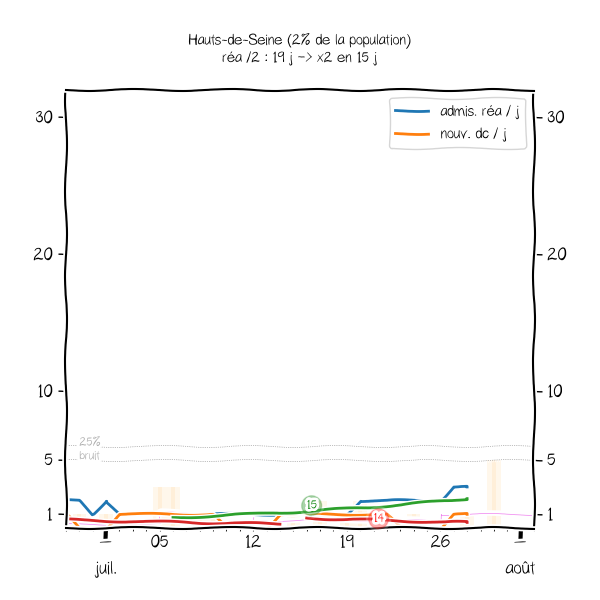 Hauts-de-Seine (2% de la population)
réa /2 : 19 j -> x2 en 15 j
admis. réa / j
nouv. dc / j
30
30
20
20
10
10
25%
bruit
5
5
15
14
1
1
05
12
19
26
juil.
août